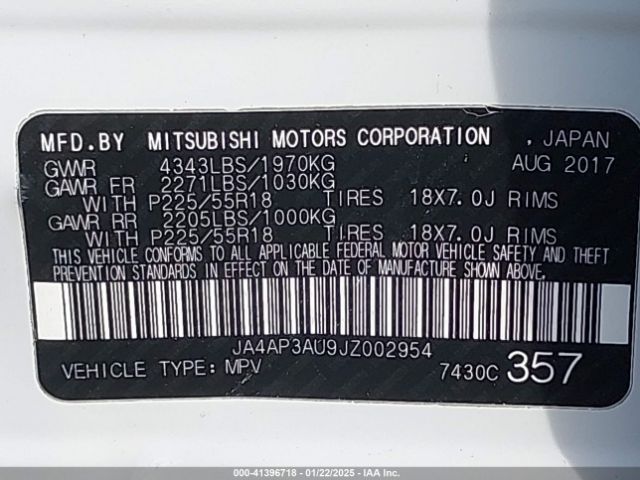 MFD.BY MITSUBISHI MOTORS CORPORATION , JAPAN
GVWR 4343LBS/1970KG AUG 2017
GAWR FR 2271LBS/1030KG
WITH P225/55R18 TIRES 18X7.0J RIMS
GAWR RR 2205LBS/1000KG
WITH P225/55R18 TIRES 18X7.0J RIMS
THIS VEHICLE CONFORMS TO ALL APPLICABLE FEDERAL MOTOR VEHICLE SAFETY AND THEFT
PREVENTION STANDARDS IN EFFECT ON THE DATE OF MANUFACTURE SHOWN ABOVE.
JA4AP3AU9JZ002954
VEHICLE TYPE: MPV 7430C 357
000-41396718 - 01/22/2025 - IAA Inc.